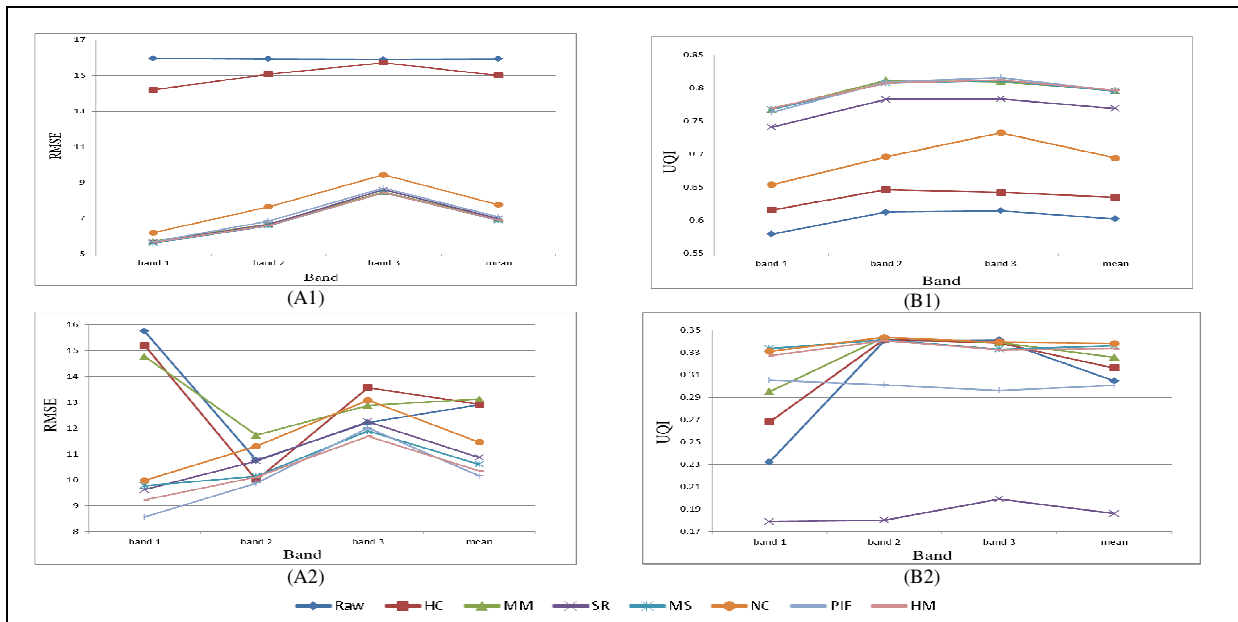 17
15
13
9
7
5
RMSE
band 1
band 2
band 3
mean
Band
(A1)
0.85
0.8
0.75
0.7
0.65
0.6
0.55
UQI
band 1
band 2
band 3
mean
Band
(B1)
16
15
14
13
12
11
10
9
8
RMSE
band 1
band 2
band 3
mean
Band
(A2)
0.35
0.33
0.31
0.29
0.25
0.23
0.21
0.19
0.17
UQI
band 1
band 2
band 3
mean
Band
(B2)
Raw HC MM SR MS NC PIF HM